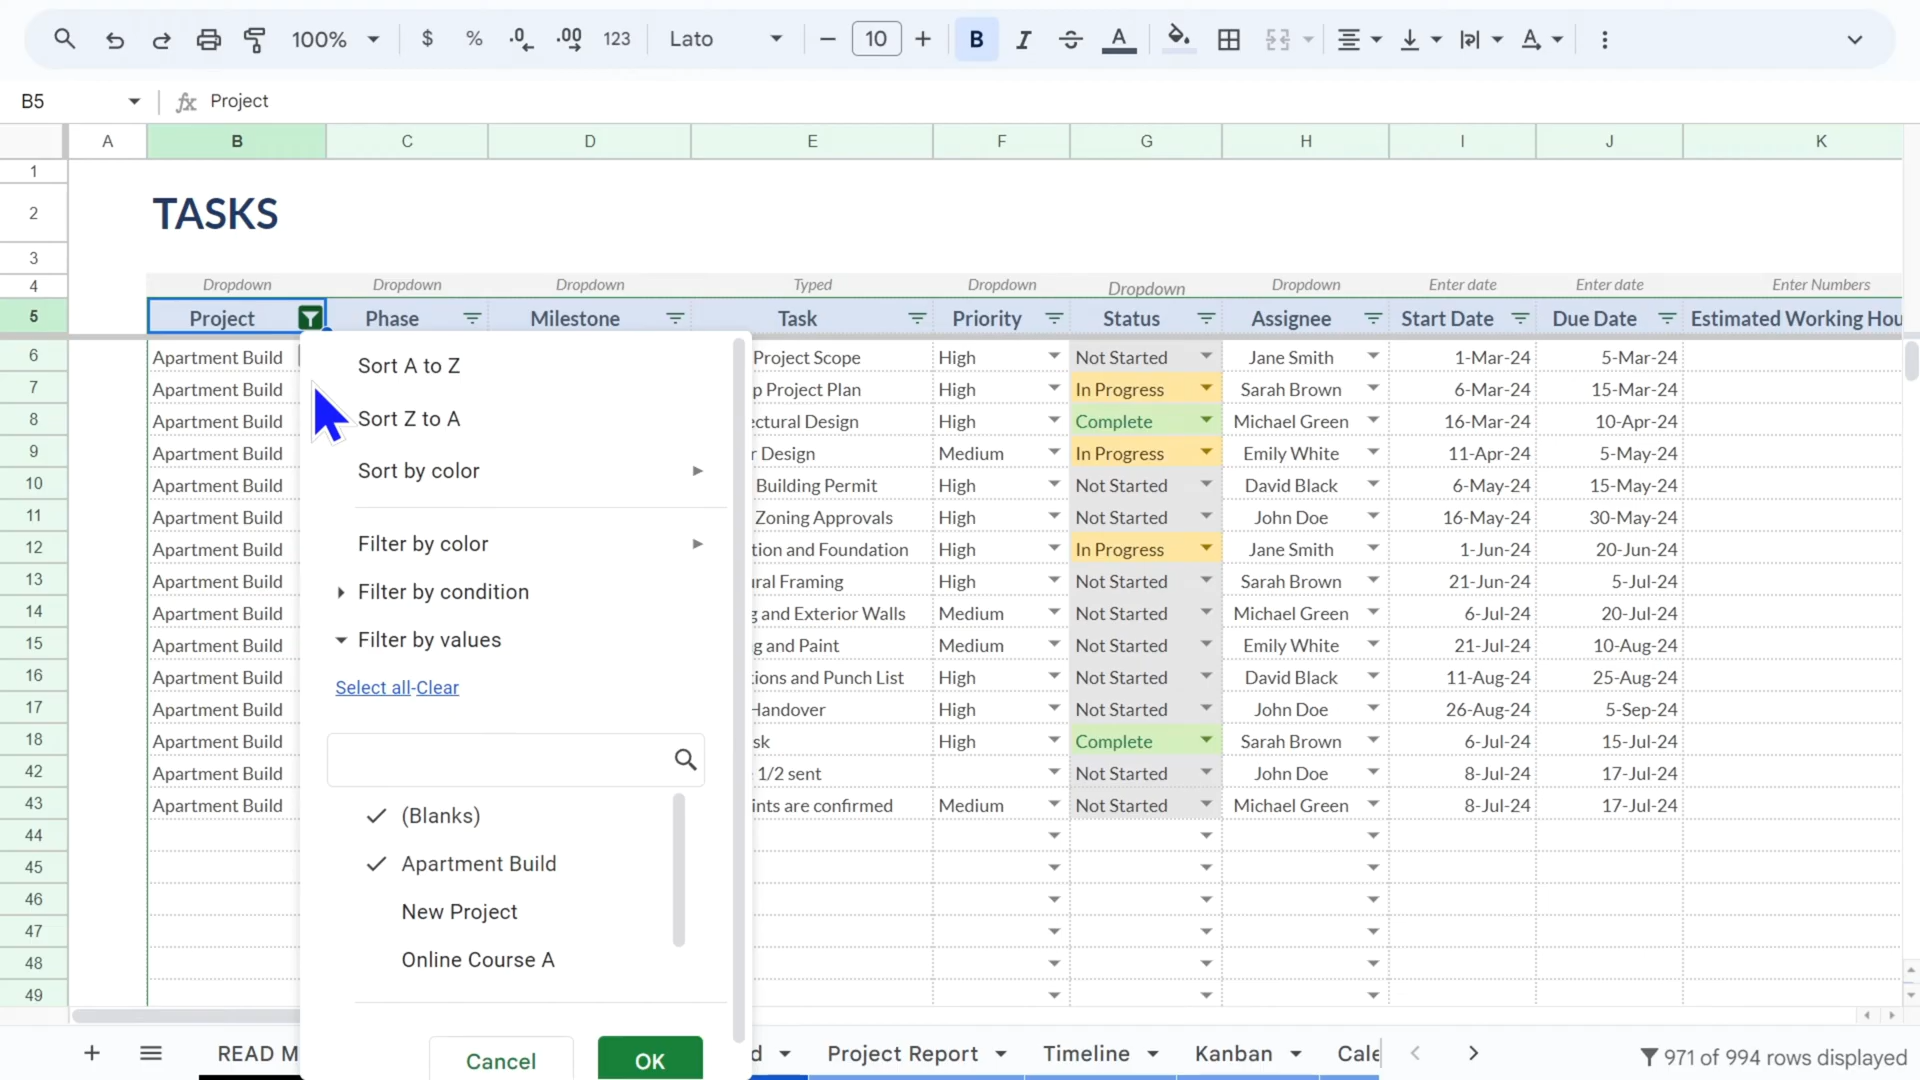 100% $ % .0 .00 123 Lato 10 B I A
B5 fx Project
A B C D E F G H I J K
1
2 TASKS
3
4 Dropdown Dropdown Dropdown Typed Dropdown Dropdown Dropdown Enter date Enter date Enter Numbers
5 Project Phase Milestone Task Priority Status Assignee Start Date Due Date Estimated Working Hou
6 Apartment Build Project Scope High Not Started Jane Smith 1-Mar-24 5-Mar-24
7 Apartment Build p Project Plan High In Progress Sarah Brown 6-Mar-24 15-Mar-24
8 Apartment Build ectural Design High Complete Michael Green 16-Mar-24 10-Apr-24
9 Apartment Build r Design Medium In Progress Emily White 11-Apr-24 5-May-24
10 Apartment Build Building Permit High Not Started David Black 6-May-24 15-May-24
11 Apartment Build Zoning Approvals High Not Started John Doe 16-May-24 30-May-24
12 Apartment Build tion and Foundation High In Progress Jane Smith 1-Jun-24 20-Jun-24
13 Apartment Build ural Framing High Not Started Sarah Brown 21-Jun-24 5-Jul-24
14 Apartment Build g and Exterior Walls Medium Not Started Michael Green 6-Jul-24 20-Jul-24
15 Apartment Build g and Paint Medium Not Started Emily White 21-Jul-24 10-Aug-24
16 Apartment Build ions and Punch List High Not Started David Black 11-Aug-24 25-Aug-24
17 Apartment Build Handover High Not Started John Doe 26-Aug-24 5-Sep-24
18 Apartment Build sk High Complete Sarah Brown 6-Jul-24 15-Jul-24
42 Apartment Build 1/2 sent Not Started John Doe 8-Jul-24 17-Jul-24
43 Apartment Build ints are confirmed Medium Not Started Michael Green 8-Jul-24 17-Jul-24
44
45
46
47
48
49
Sort A to Z
Sort Z to A
Sort by color
Filter by color
Filter by condition
Filter by values
Select all-Clear
(Blanks)
Apartment Build
New Project
Online Course A
Cancel OK
READ M d Project Report Timeline Kanban Cale 971 of 994 rows displayed